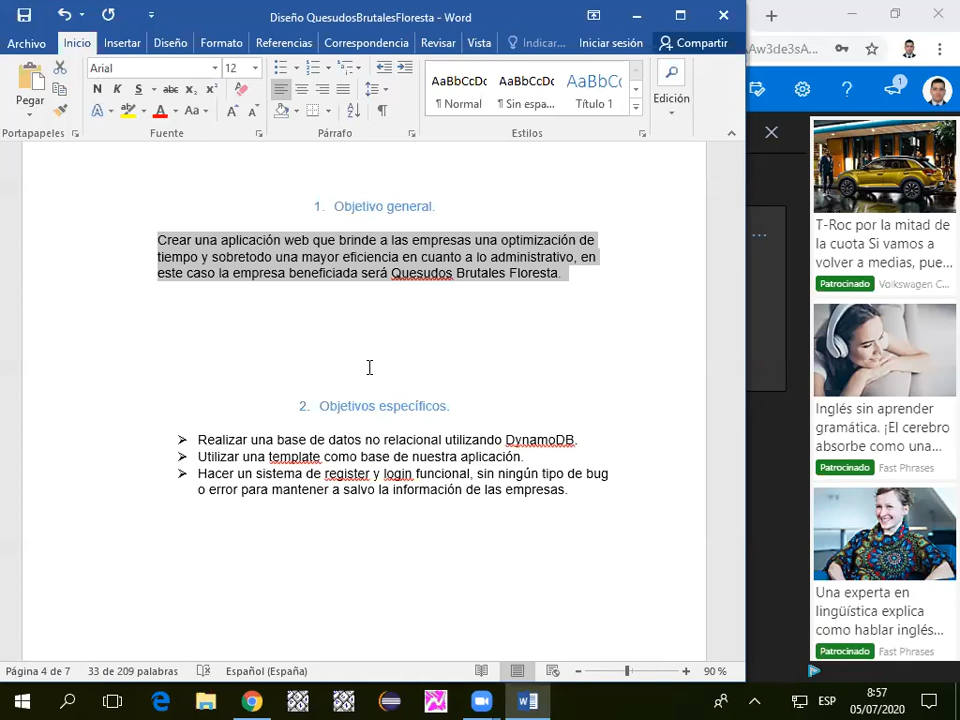 Diseño QuesudosBrutalesFloresta - Word
Archivo Inicio Insertar Diseño Formato Referencias Correspondencia Revisar Vista Indicar... Iniciar sesión Compartir
Pegar
Arial 12
N K S abc x₂ x²
Aa
AaBbCcDc AaBbCcDc AaBbC
¶ Normal ¶ Sin espa... Título 1
Edición
Portapapeles Fuente Párrafo Estilos
1. Objetivo general.
Crear una aplicación web que brinde a las empresas una optimización de
tiempo y sobretodo una mayor eficiencia en cuanto a lo administrativo, en
este caso la empresa beneficiada será Quesudos Brutales Floresta.
2. Objetivos específicos.
Realizar una base de datos no relacional utilizando DynamoDB.
Utilizar una template como base de nuestra aplicación.
Hacer un sistema de register y login funcional, sin ningún tipo de bug
o error para mantener a salvo la información de las empresas.
Página 4 de 7 33 de 209 palabras Español (España) 90 %
Aw3de3sA...
1
T-Roc por la mitad de
la cuota Si vamos a
volver a medias, pue...
Patrocinado Volkswagen C...
Inglés sin aprender
gramática. ¡El cerebro
absorbe como una...
Patrocinado Fast Phrases
Una experta en
lingüística explica
como hablar inglés...
Patrocinado Fast Phrases
ESP
8:57
05/07/2020